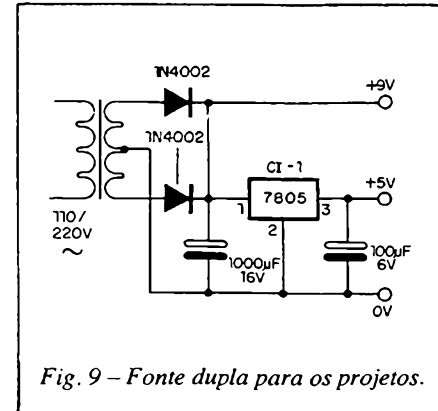 1N4002
+9V
1N4002
CI-1
7805
+5V
1
3
2
110/
220V
~
1000µF
16V
100µF
6V
0V
Fig. 9 – Fonte dupla para os projetos.